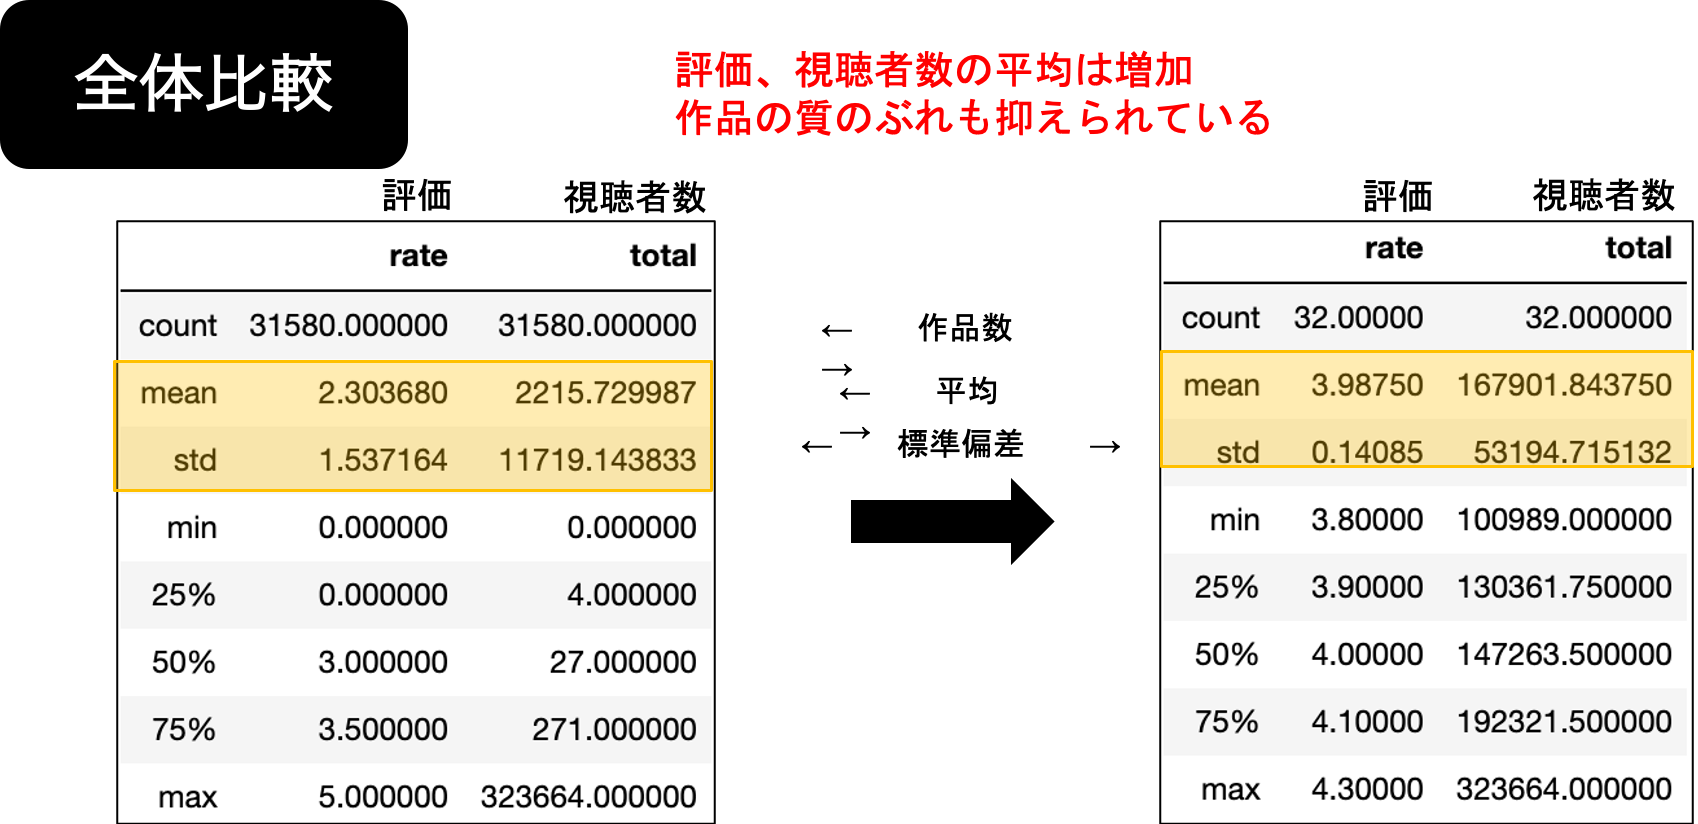 全体比較
評価、視聴者数の平均は増加
作品の質のぶれも抑えられている
評価 視聴者数
rate total
count 31580.000000 31580.000000
mean 2.303680 2215.729987
std 1.537164 11719.143833
min 0.000000 0.000000
25% 0.000000 4.000000
50% 3.000000 27.000000
75% 3.500000 271.000000
max 5.000000 323664.000000
← 作品数
→
← 平均
→
← 標準偏差 →
評価 視聴者数
rate total
count 32.00000 32.000000
mean 3.98750 167901.843750
std 0.14085 53194.715132
min 3.80000 100989.000000
25% 3.90000 130361.750000
50% 4.00000 147263.500000
75% 4.10000 192321.500000
max 4.30000 323664.000000